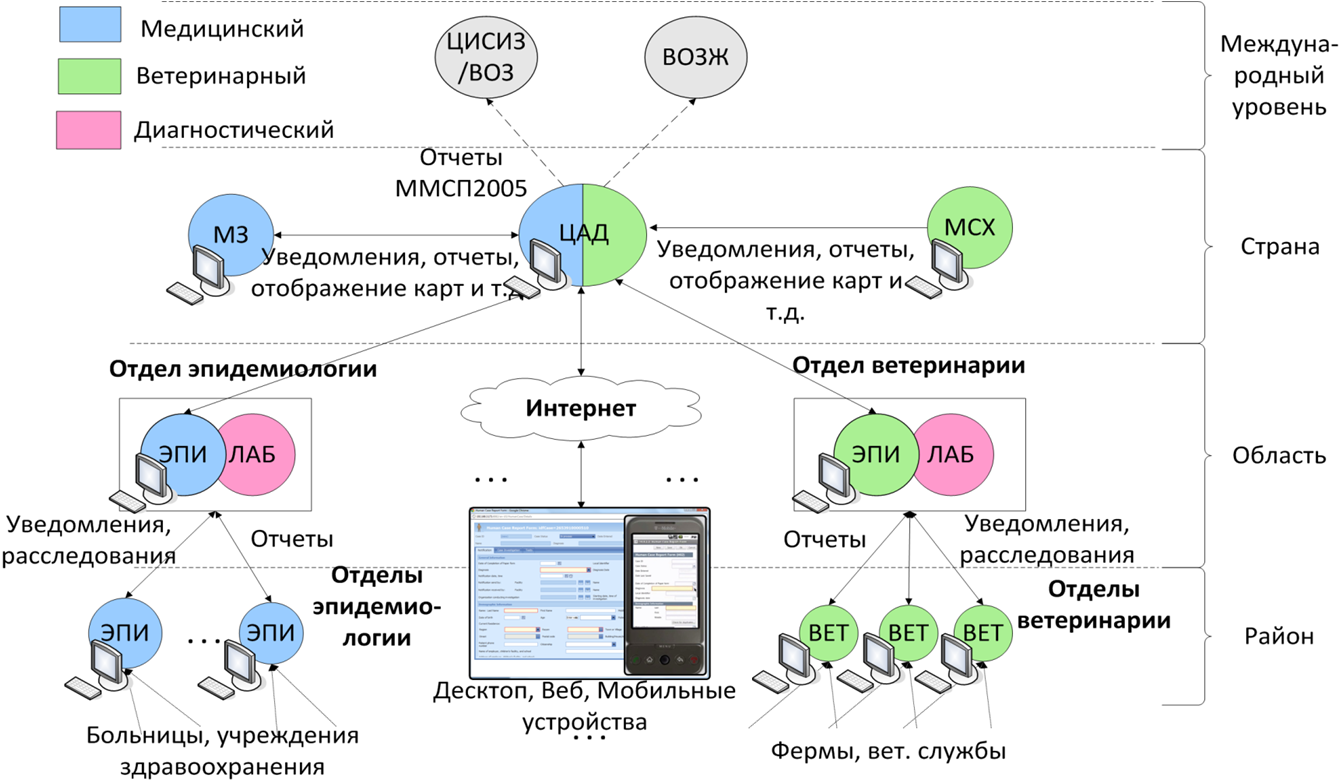 Медицинский
Ветеринарный
Диагностический
ЦИСИЗ
/ВОЗ
ВОЗЖ
Междуна-
родный
уровень
Отчеты
ММСП2005
МЗ
ЦАД
МСХ
Уведомления, отчеты,
отображение карт и т.д
Уведомления, отчеты,
отображение карт и
т.д.
Страна
Отдел эпидемиологии
Интернет
Отдел ветеринарии
ЭПИ
ЛАБ
. . .
. . .
ЭПИ
ЛАБ
Область
Уведомления,
расследования
Отчеты
Отчеты
Уведомления,
расследования
Отделы
эпидемио-
логии
Отделы
ветеринарии
ЭПИ
. . .
ЭПИ
ВЕТ
ВЕТ
ВЕТ
Район
Десктоп, Веб, Мобильные
устройства
. . .
Больницы, учреждения
здравоохранения
Фермы, вет. службы